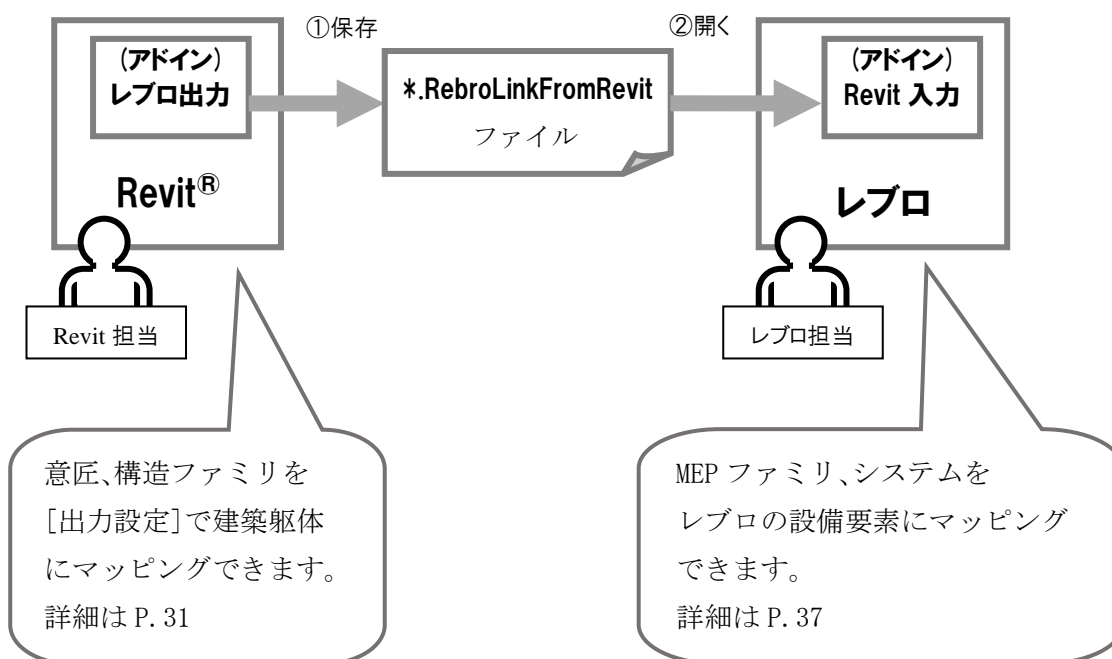 ①保存
②開く
(アドイン)
レブロ出力
*.RebroLinkFromRevit
ファイル
(アドイン)
Revit 入力
Revit®
レブロ
Revit 担当
レブロ担当
意匠、構造ファミリを
[出力設定]で建築躯体
にマッピングできます。
詳細は P.31
MEP ファミリ、システムを
レブロの設備要素にマッピング
できます。
詳細は P.37